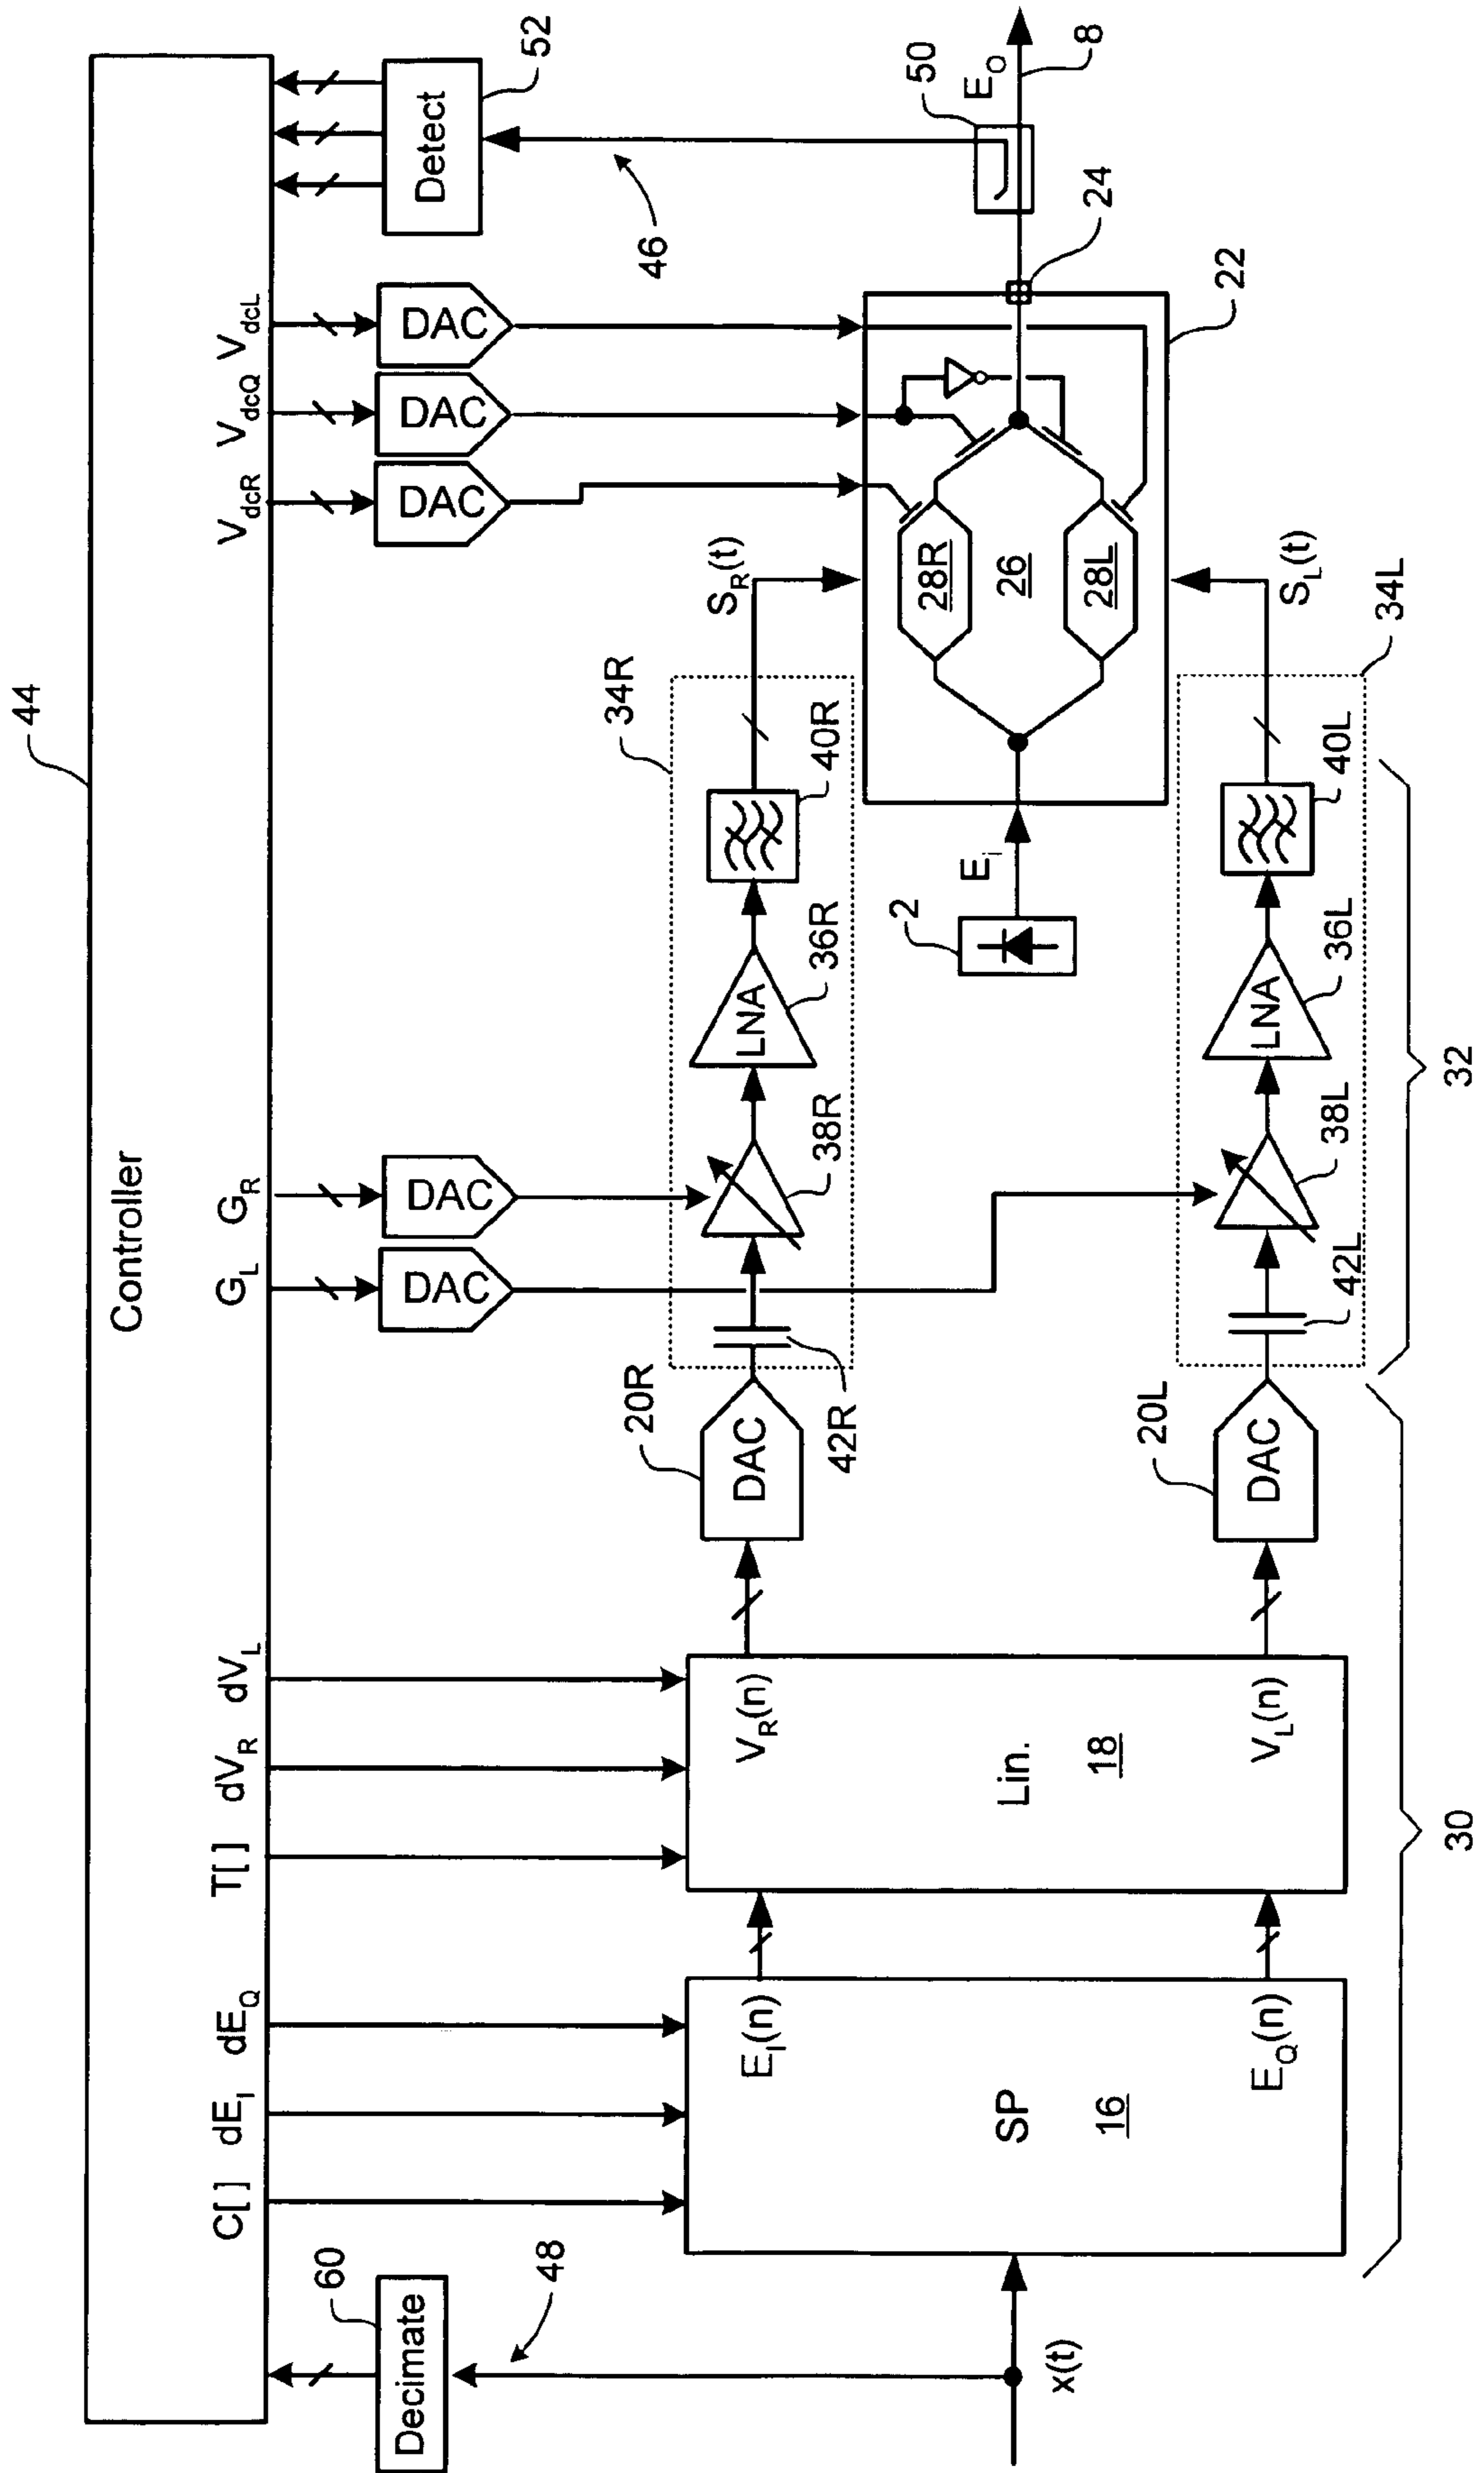 44
Controller
C[ ]
dE_I
dE_Q
T[ ]
dV_R
dV_L
G_L
G_R
V_dcR
V_dcQ
V_dcL
60
Decimate
48
DAC
DAC
DAC
DAC
DAC
Detect
52
46
x(t)
SP
16
E_I(n)
E_Q(n)
Lin.
18
V_R(n)
V_L(n)
20R
DAC
42R
38R
LNA
36R
40R
34R
S_R(t)
2
E_i
28R
26
28L
22
24
50
E_O
8
20L
DAC
42L
38L
LNA
36L
40L
34L
S_L(t)
30
32